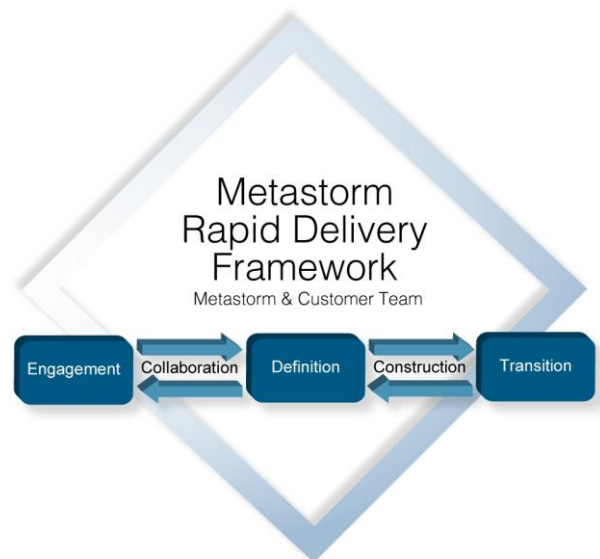 Metastorm
Rapid Delivery
Framework
Metastorm & Customer Team
Engagement
Collaboration
Definition
Construction
Transition